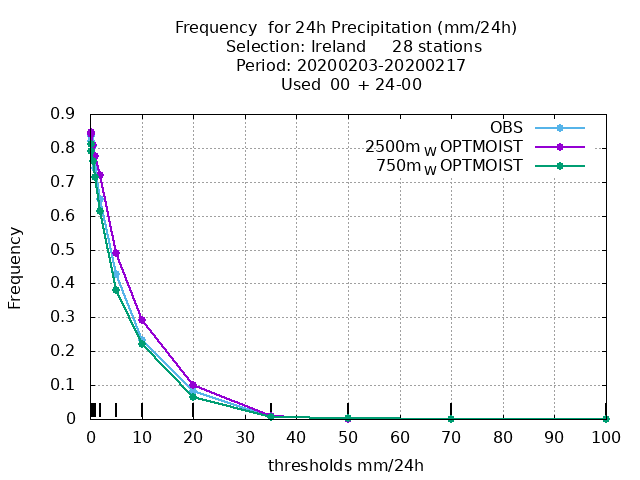 Frequency  for 24h Precipitation (mm/24h)
Selection: Ireland     28 stations
Period: 20200203-20200217
Used  00 + 24-00
OBS
2500m_W OPTMOIST
750m_W OPTMOIST
Frequency
0.9
0.8
0.7
0.6
0.5
0.4
0.3
0.2
0.1
0
0 10 20 30 40 50 60 70 80 90 100
thresholds mm/24h